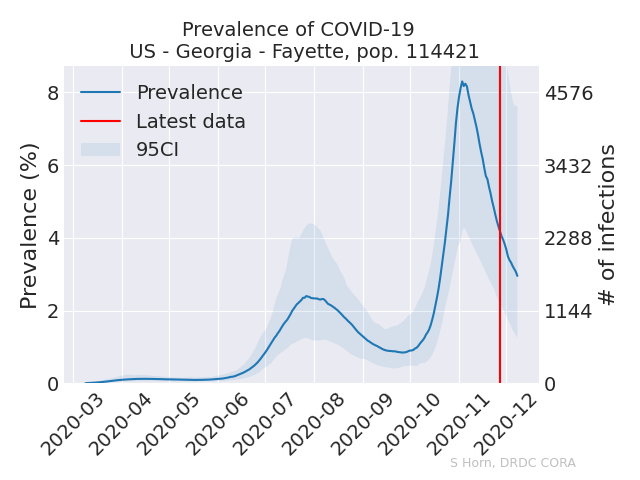 Prevalence of COVID-19
US - Georgia - Fayette, pop. 114421
Prevalence
Latest data
95CI
Prevalence (%)
8
6
4
2
0
4576
3432
2288
1144
0
# of infections
2020-03
2020-04
2020-05
2020-06
2020-07
2020-08
2020-09
2020-10
2020-11
2020-12
S Horn, DRDC CORA